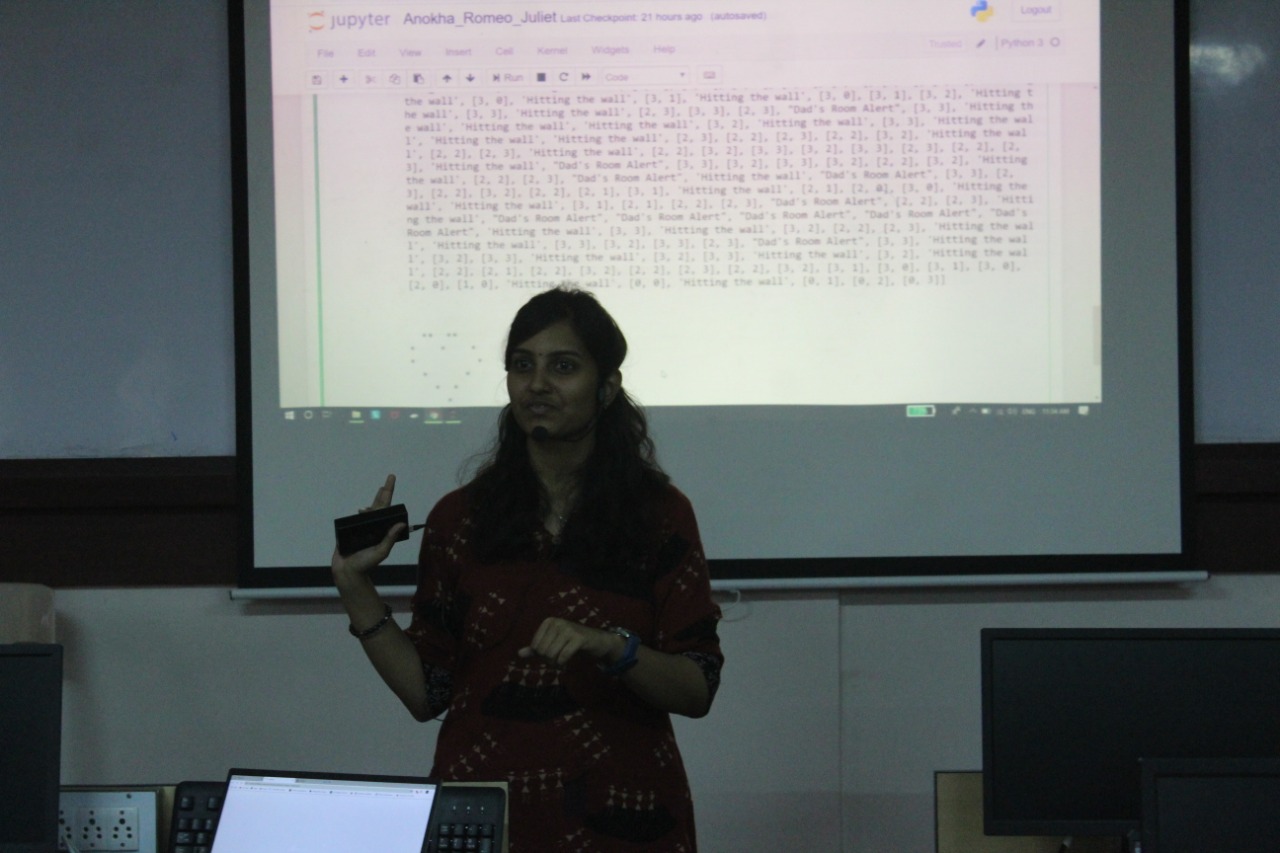 jupyter Anokha_Romeo_Juliet Last Checkpoint: 21 hours ago (autosaved) Logout
File Edit View Insert Cell Kernel Widgets Help Trusted Python 3
Run Code
the wall', [3, 0], 'Hitting the wall', [3, 1], 'Hitting the wall', [3, 0], [3, 1], [3, 2], 'Hitting t
he wall', [3, 3], 'Hitting the wall', [2, 3], [3, 3], [2, 3], "Dad's Room Alert", [3, 3], 'Hitting th
e wall', 'Hitting the wall', 'Hitting the wall', [3, 2], 'Hitting the wall', [3, 3], 'Hitting the wal
l', 'Hitting the wall', 'Hitting the wall', [2, 3], [2, 2], [2, 3], [2, 2], [3, 2], 'Hitting the wal
l', [2, 2], [2, 3], 'Hitting the wall', [2, 2], [3, 2], [3, 3], [3, 2], [3, 3], [2, 3], [2, 2], [2,
3], 'Hitting the wall', "Dad's Room Alert", [3, 3], [3, 2], [3, 3], [3, 2], [2, 2], [3, 2], 'Hitting
the wall', [2, 2], [2, 3], "Dad's Room Alert", 'Hitting the wall', "Dad's Room Alert", [3, 3], [2,
3], [2, 2], [3, 2], [2, 2], [2, 1], [3, 1], 'Hitting the wall', [2, 1], [2, 0], [3, 0], 'Hitting the
wall', 'Hitting the wall', [3, 1], [2, 1], [2, 2], [2, 3], "Dad's Room Alert", [2, 2], [2, 3], 'Hitti
ng the wall', "Dad's Room Alert", "Dad's Room Alert", "Dad's Room Alert", "Dad's Room Alert", "Dad's
Room Alert", 'Hitting the wall', [3, 3], 'Hitting the wall', [3, 2], [2, 2], [2, 3], 'Hitting the wal
l', 'Hitting the wall', [3, 3], [3, 2], [3, 3], [2, 3], "Dad's Room Alert", [3, 3], 'Hitting the wal
l', [3, 2], [3, 3], 'Hitting the wall', [3, 2], [3, 3], 'Hitting the wall', [3, 2], 'Hitting the wal
l', [2, 2], [2, 1], [2, 2], [3, 2], [2, 2], [2, 3], [2, 2], [3, 2], [3, 1], [3, 0], [3, 1], [3, 0],
[2, 0], [1, 0], 'Hitting the wall', [0, 0], 'Hitting the wall', [0, 1], [0, 2], [0, 3]]
ENG